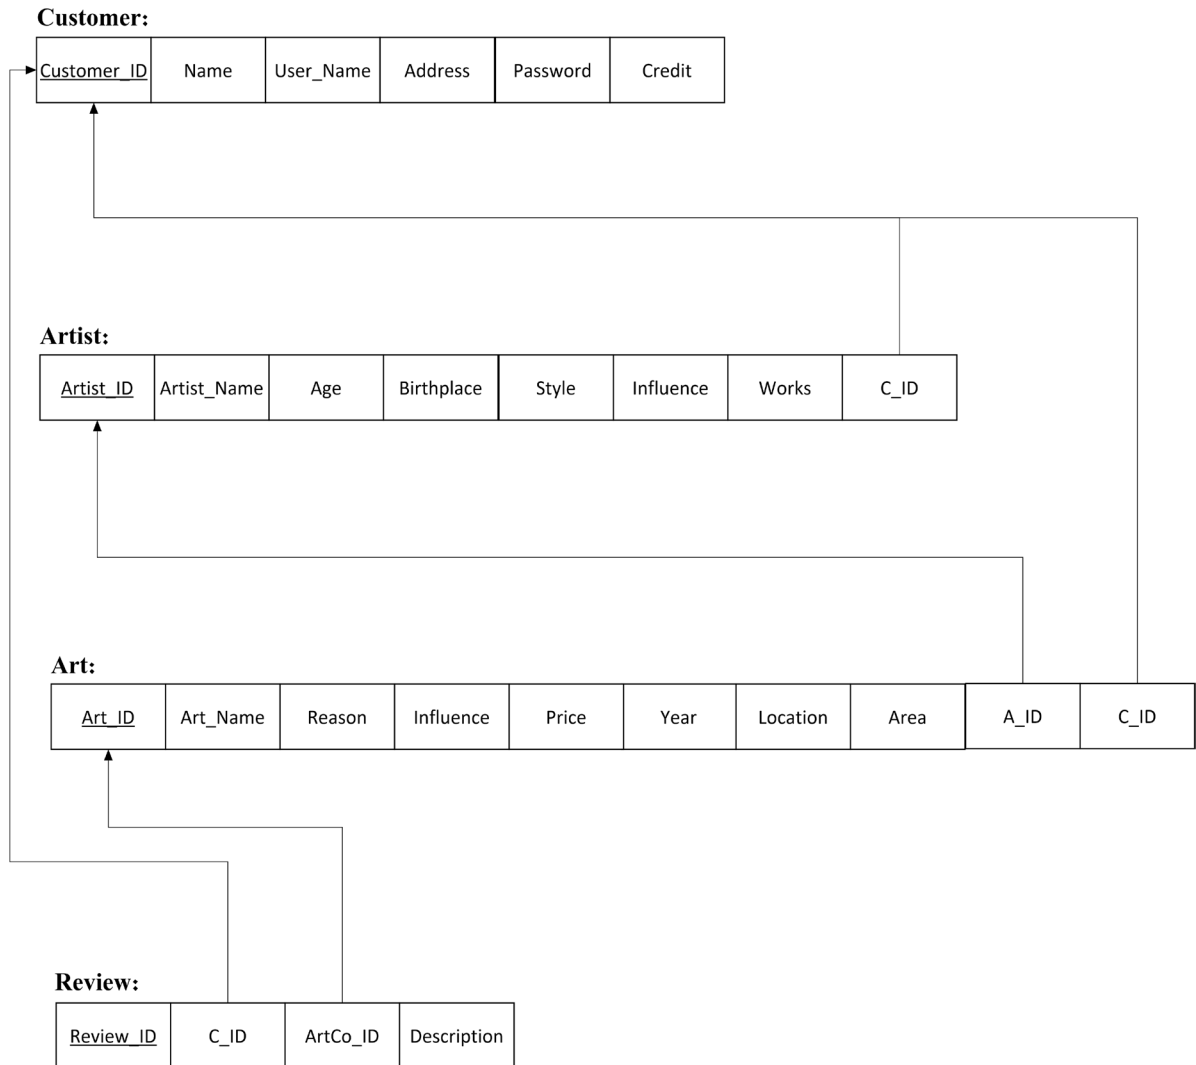 Customer:
Customer_ID Name User_Name Address Password Credit
Artist:
Artist_ID Artist_Name Age Birthplace Style Influence Works C_ID
Art:
Art_ID Art_Name Reason Influence Price Year Location Area A_ID C_ID
Review:
Review_ID C_ID ArtCo_ID Description